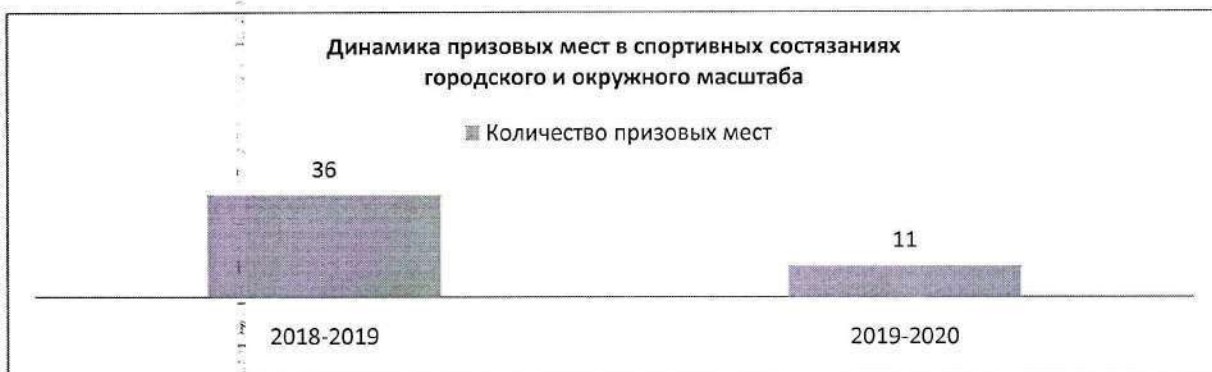 Динамика призовых мест в спортивных состязаниях
городского и окружного масштаба
Количество призовых мест
36
11
2018-2019
2019-2020